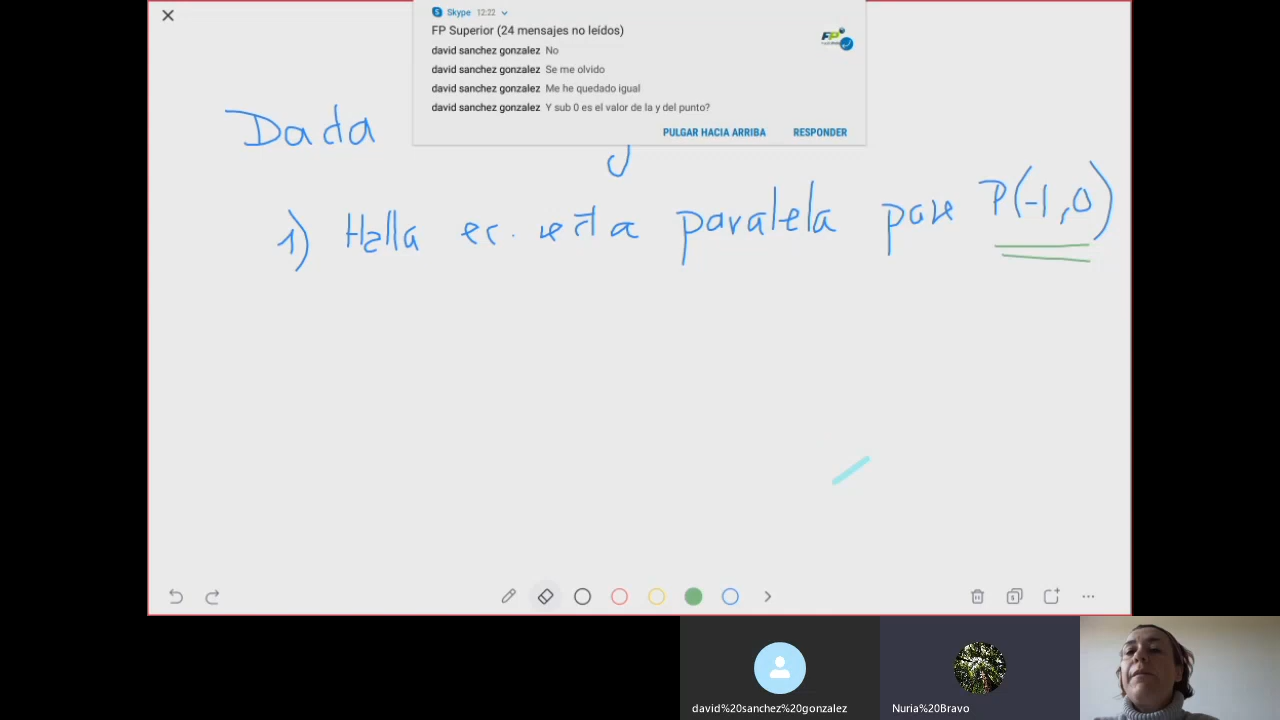 Skype 12:22
FP Superior (24 mensajes no leídos)
FP
david sanchez gonzalez No
david sanchez gonzalez Se me olvido
david sanchez gonzalez Me he quedado igual
david sanchez gonzalez Y sub 0 es el valor de la y del punto?
PULGAR HACIA ARRIBA RESPONDER
Dada
1) Halla ec. recta paralela pase P(-1,0)
david%20sanchez%20gonzalez
Nuria%20Bravo